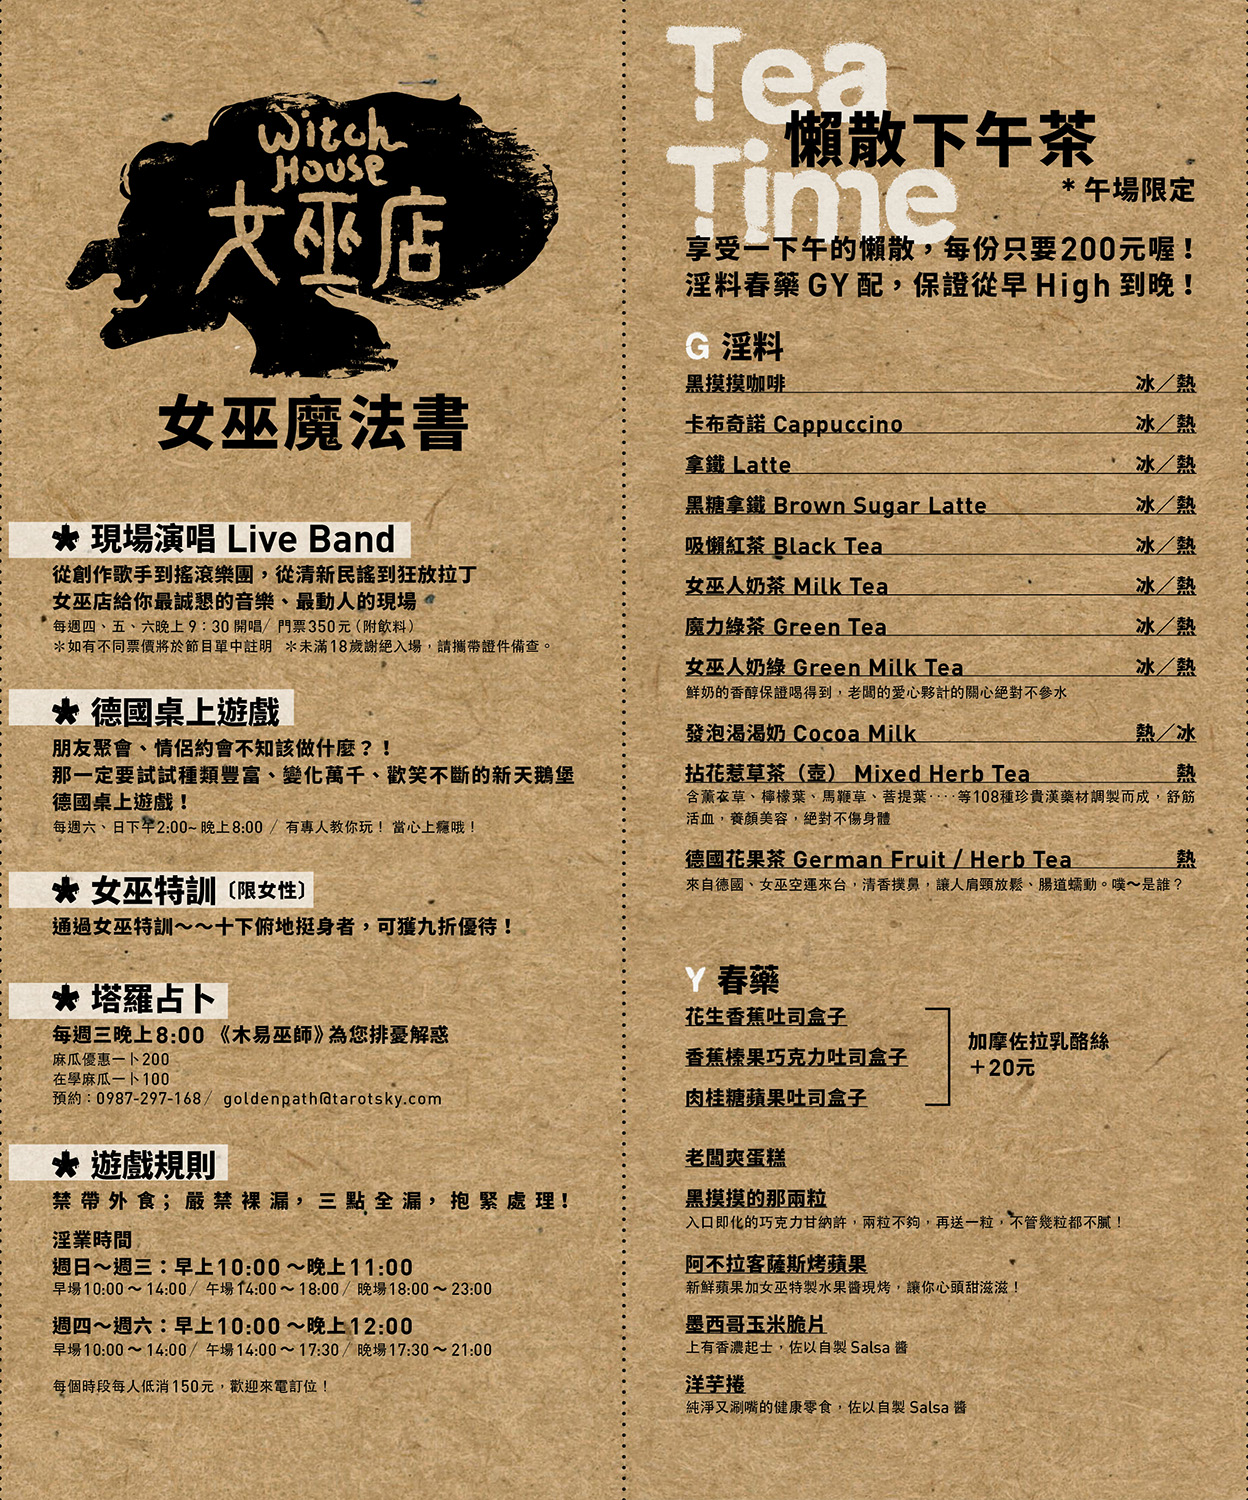 Witch
House
女巫店
女巫魔法書
* 現場演唱 Live Band
從創作歌手到搖滾樂團，從清新民謠到狂放拉丁
女巫店給你最誠懇的音樂、最動人的現場
每週四、五、六晚上 9：30 開唱/ 門票350元（附飲料）
＊如有不同票價將於節目單中註明 ＊未滿18歲謝絕入場，請攜帶證件備查。
* 德國桌上遊戲
朋友聚會、情侶約會不知該做什麼？！
那一定要試試種類豐富、變化萬千、歡笑不斷的新天鵝堡
德國桌上遊戲！
每週六、日下午2:00~ 晚上8:00 / 有專人教你玩！ 當心上癮哦！
* 女巫特訓〔限女性〕
通過女巫特訓～～十下俯地挺身者，可獲九折優待！
* 塔羅占卜
每週三晚上8:00 《木易巫師》為您排憂解惑
麻瓜優惠一卜200
在學麻瓜一卜100
預約：0987-297-168/ goldenpath@tarotsky.com
* 遊戲規則
禁帶外食；嚴禁裸漏，三點全漏，抱緊處理！
淫業時間
週日～週三：早上10:00 ～晚上11:00
早場10:00 ～ 14:00/ 午場14:00 ～ 18:00/ 晚場18:00 ～ 23:00
週四～週六：早上10:00 ～晚上12:00
早場10:00 ～ 14:00/ 午場14:00 ～ 17:30/ 晚場17:30 ～ 21:00
每個時段每人低消150元，歡迎來電訂位！
Tea
Time
懶散下午茶
* 午場限定
享受一下午的懶散，每份只要200元喔！
淫料春藥 GY 配，保證從早 High 到晚！
G 淫料
黑摸摸咖啡 冰／熱
卡布奇諾 Cappuccino 冰／熱
拿鐵 Latte 冰／熱
黑糖拿鐵 Brown Sugar Latte 冰／熱
吸懶紅茶 Black Tea 冰／熱
女巫人奶茶 Milk Tea 冰／熱
魔力綠茶 Green Tea 冰／熱
女巫人奶綠 Green Milk Tea 冰／熱
鮮奶的香醇保證喝得到，老闆的愛心夥計的關心絕對不參水
發泡渴渴奶 Cocoa Milk 熱／冰
拈花惹草茶（壺） Mixed Herb Tea 熱
含薰衣草、檸檬葉、馬鞭草、菩提葉‥‥等108種珍貴漢藥材調製而成，舒筋
活血，養顏美容，絕對不傷身體
德國花果茶 German Fruit / Herb Tea 熱
來自德國、女巫空運來台，清香撲鼻，讓人肩頸放鬆、腸道蠕動。噗～是誰？
Y 春藥
花生香蕉吐司盒子
香蕉榛果巧克力吐司盒子
肉桂糖蘋果吐司盒子
加摩佐拉乳酪絲
＋20元
老闆爽蛋糕
黑摸摸的那兩粒
入口即化的巧克力甘納許，兩粒不夠，再送一粒，不管幾粒都不膩！
阿不拉客薩斯烤蘋果
新鮮蘋果加女巫特製水果醬現烤，讓你心頭甜滋滋！
墨西哥玉米脆片
上有香濃起士，佐以自製 Salsa 醬
洋芋捲
純淨又涮嘴的健康零食，佐以自製 Salsa 醬